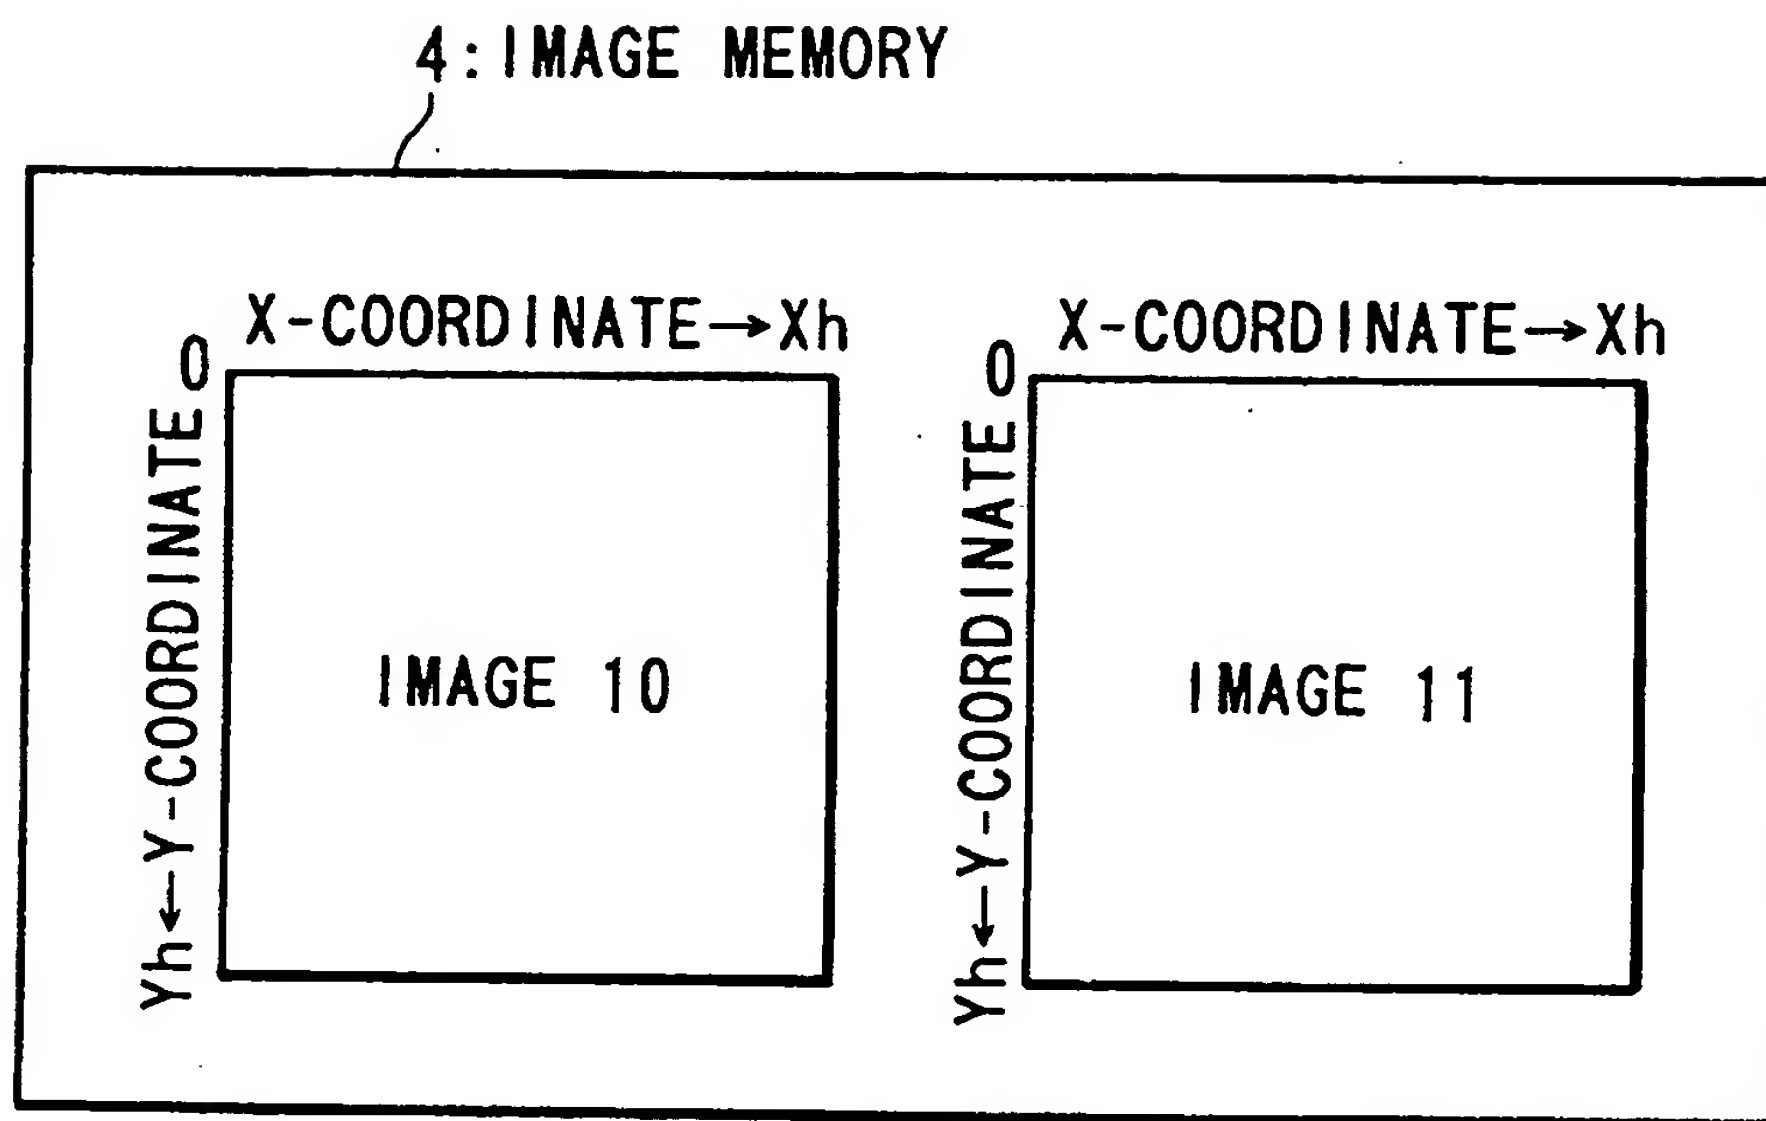 4:IMAGE MEMORY
X-COORDINATE→Xh
0
Yh←Y-COORDINATE
IMAGE 10
X-COORDINATE→Xh
0
Yh←Y-COORDINATE
IMAGE 11